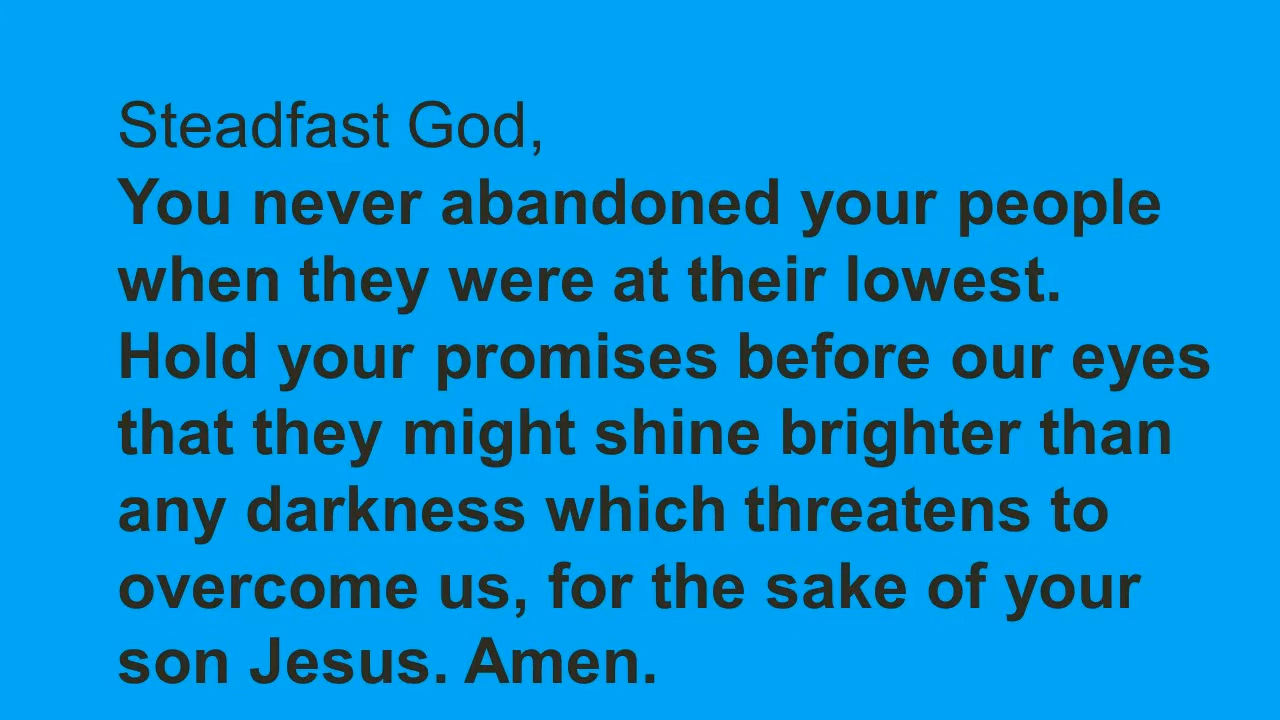 Steadfast God,
You never abandoned your people
when they were at their lowest.
Hold your promises before our eyes
that they might shine brighter than
any darkness which threatens to
overcome us, for the sake of your
son Jesus. Amen.